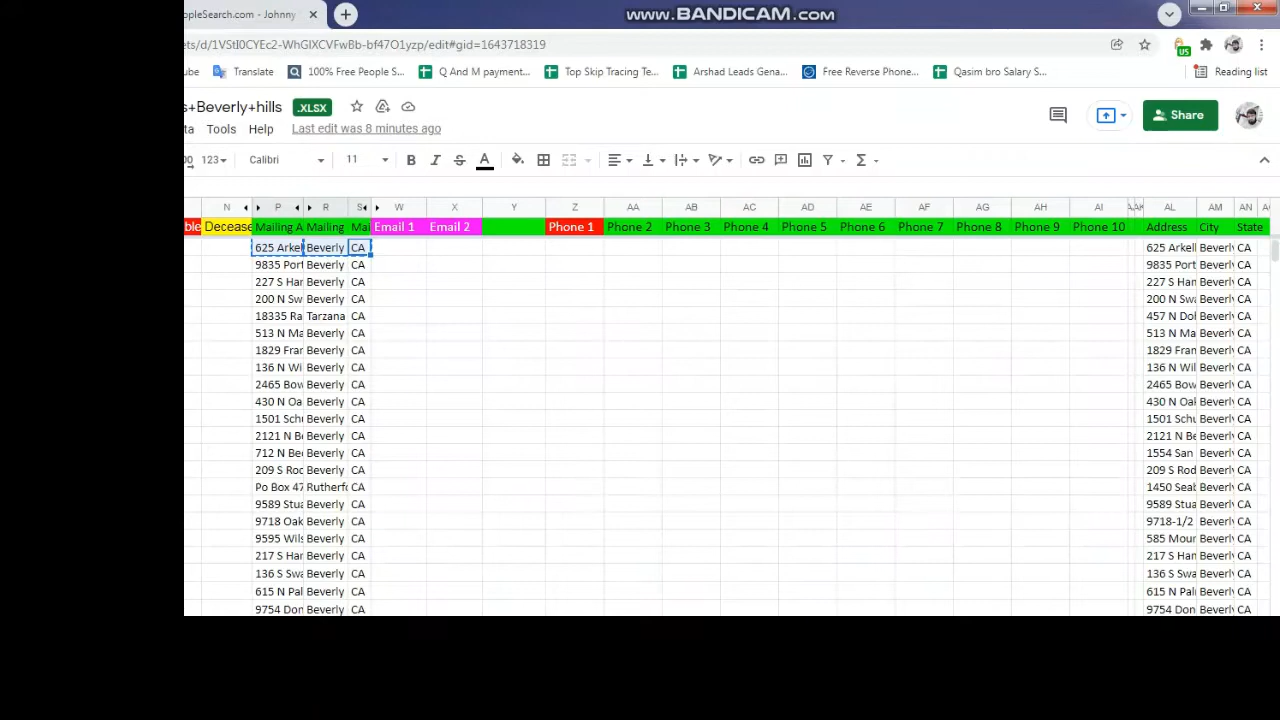 www.BANDICAM.com
opleSearch.com - Johnny
ets/d/1VStI0CYEc2-WhGIXCVFwBb-bf47O1yzp/edit#gid=1643718319
ube Translate 100% Free People S... Q And M payment... Top Skip Tracing Te... Arshad Leads Gena... Free Reverse Phone... Qasim bro Salary S... Reading list
s+Beverly+hills .XLSX
ta Tools Help Last edit was 8 minutes ago Share
00 123 Calibri 11
N P R S W X Y Z AA AB AC AD AE AF AG AH AI AL AM AN
ble Decease Mailing A Mailing Mai Email 1 Email 2 Phone 1 Phone 2 Phone 3 Phone 4 Phone 5 Phone 6 Phone 7 Phone 8 Phone 9 Phone 10 Address City State
625 Arkel Beverly CA 625 Arkell Beverly CA
9835 Port Beverly CA 9835 Port Beverly CA
227 S Han Beverly CA 227 S Han Beverly CA
200 N Sw Beverly CA 200 N Swa Beverly CA
18335 Ra Tarzana CA 457 N Dol Beverly CA
513 N Ma Beverly CA 513 N Ma Beverly CA
1829 Fran Beverly CA 1829 Fran Beverly CA
136 N Wi Beverly CA 136 N Wil Beverly CA
2465 Bow Beverly CA 2465 Bow Beverly CA
430 N Oa Beverly CA 430 N Oak Beverly CA
1501 Schu Beverly CA 1501 Schu Beverly CA
2121 N Be Beverly CA 2121 N Be Beverly CA
712 N Bec Beverly CA 1554 San Beverly CA
209 S Roc Beverly CA 209 S Rod Beverly CA
Po Box 47 Rutherfo CA 1450 Seab Beverly CA
9589 Stua Beverly CA 9589 Stua Beverly CA
9718 Oak Beverly CA 9718-1/2 Beverly CA
9595 Wils Beverly CA 585 Moun Beverly CA
217 S Har Beverly CA 217 S Har Beverly CA
136 S Swa Beverly CA 136 S Swa Beverly CA
615 N Pal Beverly CA 615 N Pal Beverly CA
9754 Don Beverly CA 9754 Don Beverly CA